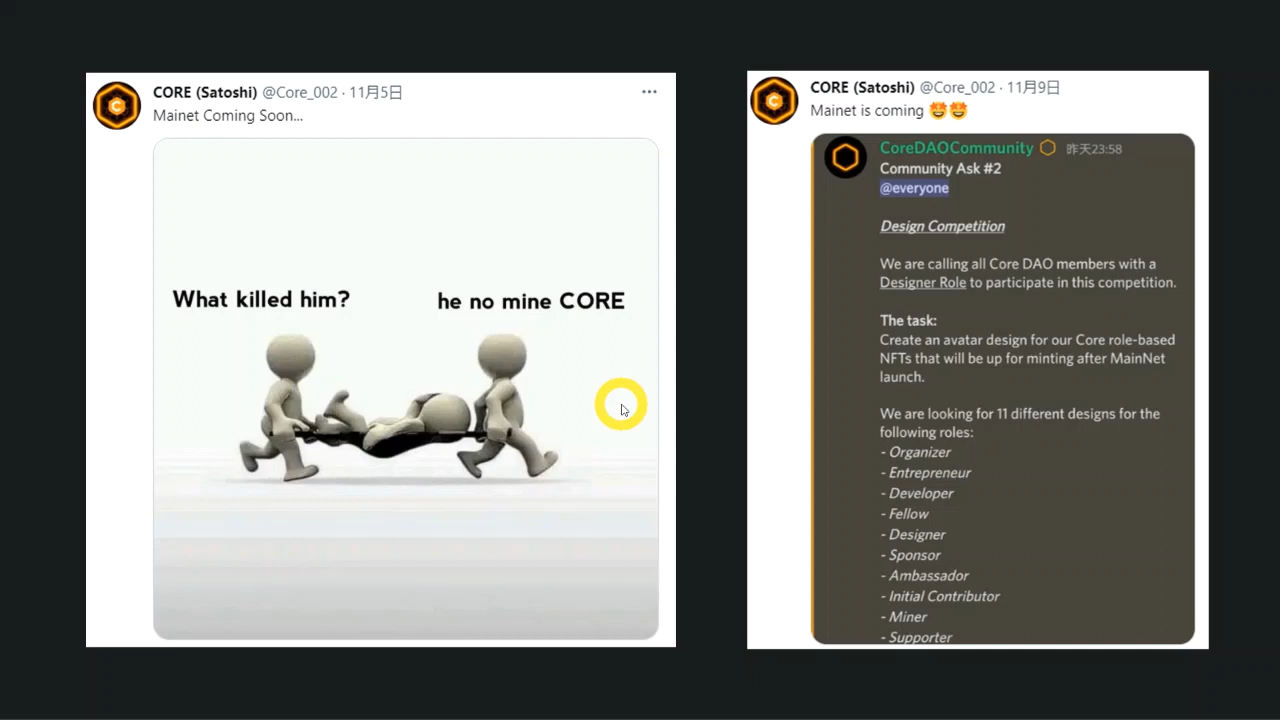 CORE (Satoshi) @Core_002 · 11月5日
Mainet Coming Soon...
What killed him?
he no mine CORE
CORE (Satoshi) @Core_002 · 11月9日
Mainet is coming 🤩🤩
CoreDAOCommunity 昨天23:58
Community Ask #2
@everyone
Design Competition
We are calling all Core DAO members with a
Designer Role to participate in this competition.
The task:
Create an avatar design for our Core role-based
NFTs that will be up for minting after MainNet
launch.
We are looking for 11 different designs for the
following roles:
- Organizer
- Entrepreneur
- Developer
- Fellow
- Designer
- Sponsor
- Ambassador
- Initial Contributor
- Miner
- Supporter